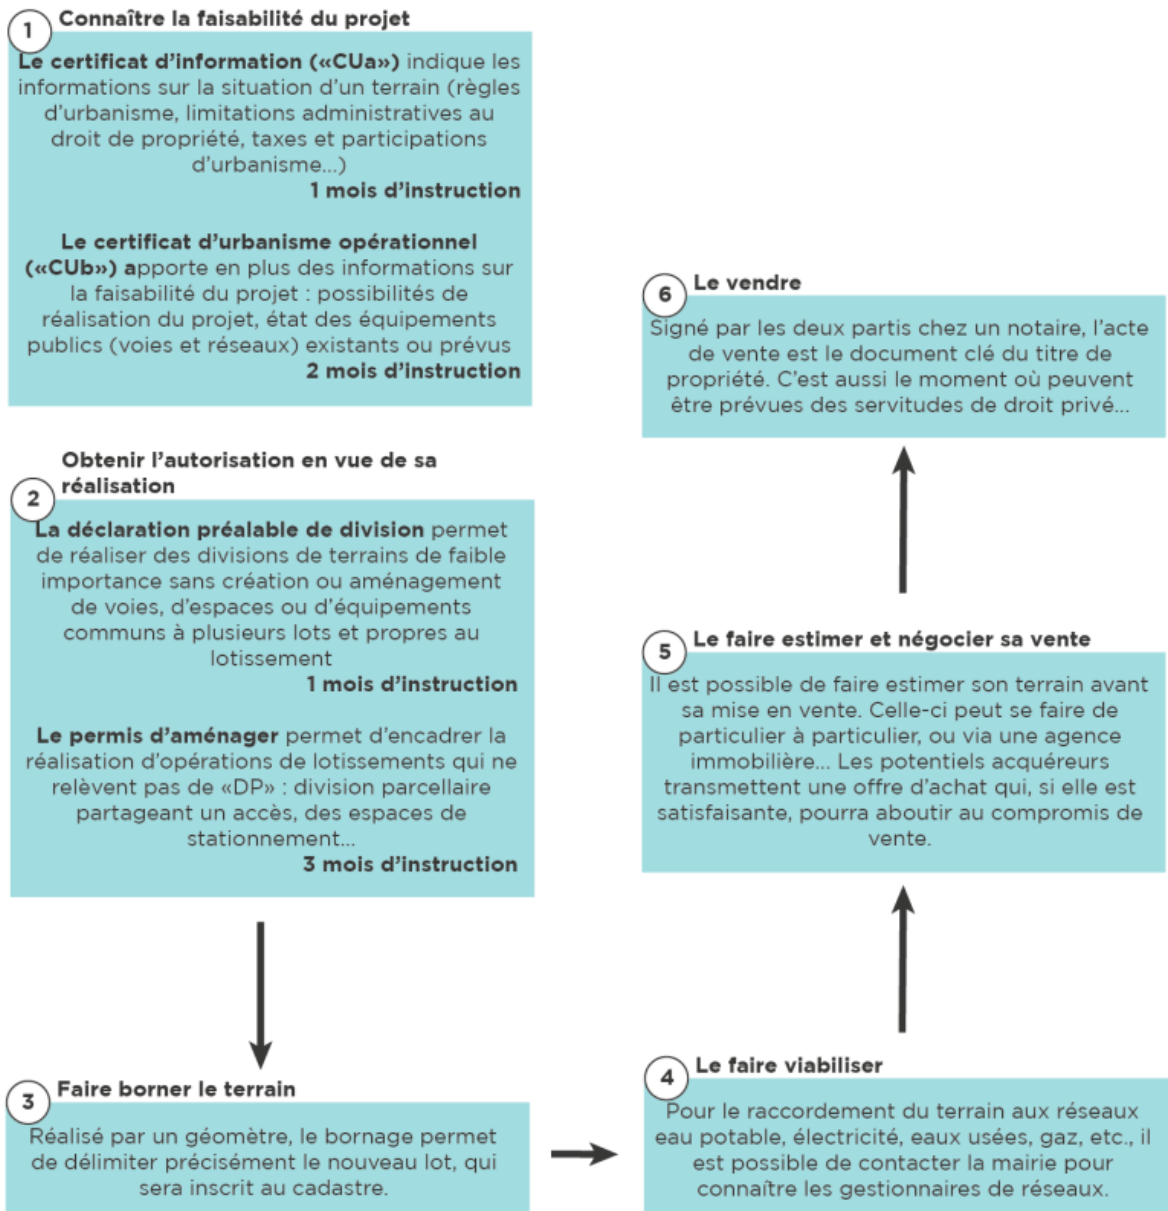 1
Connaître la faisabilité du projet
Le certificat d’information («CUa») indique les
informations sur la situation d’un terrain (règles
d’urbanisme, limitations administratives au
droit de propriété, taxes et participations
d’urbanisme...)
1 mois d’instruction
Le certificat d’urbanisme opérationnel
(«CUb») apporte en plus des informations sur
la faisabilité du projet : possibilités de
réalisation du projet, état des équipements
publics (voies et réseaux) existants ou prévus
2 mois d’instruction
2
Obtenir l’autorisation en vue de sa
réalisation
La déclaration préalable de division permet
de réaliser des divisions de terrains de faible
importance sans création ou aménagement
de voies, d’espaces ou d’équipements
communs à plusieurs lots et propres au
lotissement
1 mois d’instruction
Le permis d’aménager permet d’encadrer la
réalisation d’opérations de lotissements qui ne
relèvent pas de «DP» : division parcellaire
partageant un accès, des espaces de
stationnement...
3 mois d’instruction
3
Faire borner le terrain
Réalisé par un géomètre, le bornage permet
de délimiter précisément le nouveau lot, qui
sera inscrit au cadastre.
4
Le faire viabiliser
Pour le raccordement du terrain aux réseaux
eau potable, électricité, eaux usées, gaz, etc., il
est possible de contacter la mairie pour
connaître les gestionnaires de réseaux.
5
Le faire estimer et négocier sa vente
Il est possible de faire estimer son terrain avant
sa mise en vente. Celle-ci peut se faire de
particulier à particulier, ou via une agence
immobilière... Les potentiels acquéreurs
transmettent une offre d’achat qui, si elle est
satisfaisante, pourra aboutir au compromis de
vente.
6
Le vendre
Signé par les deux partis chez un notaire, l’acte
de vente est le document clé du titre de
propriété. C’est aussi le moment où peuvent
être prévues des servitudes de droit privé...